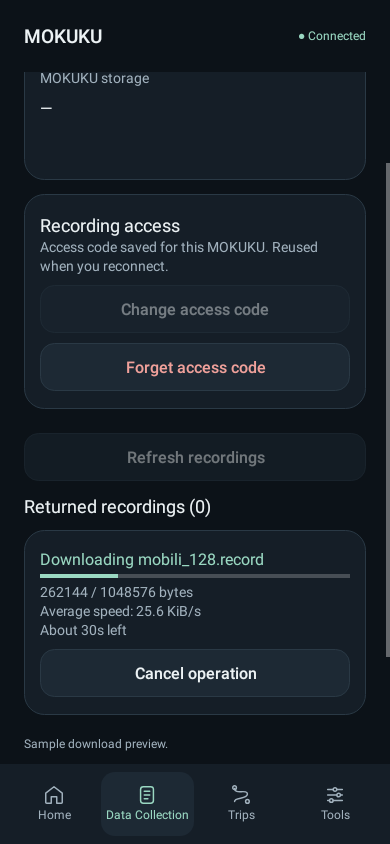 MOKUKU
Connected
MOKUKU storage
—
Recording access
Access code saved for this MOKUKU. Reused
when you reconnect.
Change access code
Forget access code
Refresh recordings
Returned recordings (0)
Downloading mobili_128.record
262144 / 1048576 bytes
Average speed: 25.6 KiB/s
About 30s left
Cancel operation
Sample download preview.
Home
Data Collection
Trips
Tools